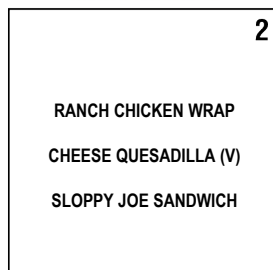 2
RANCH CHICKEN WRAP
CHEESE QUESADILLA (V)
SLOPPY JOE SANDWICH